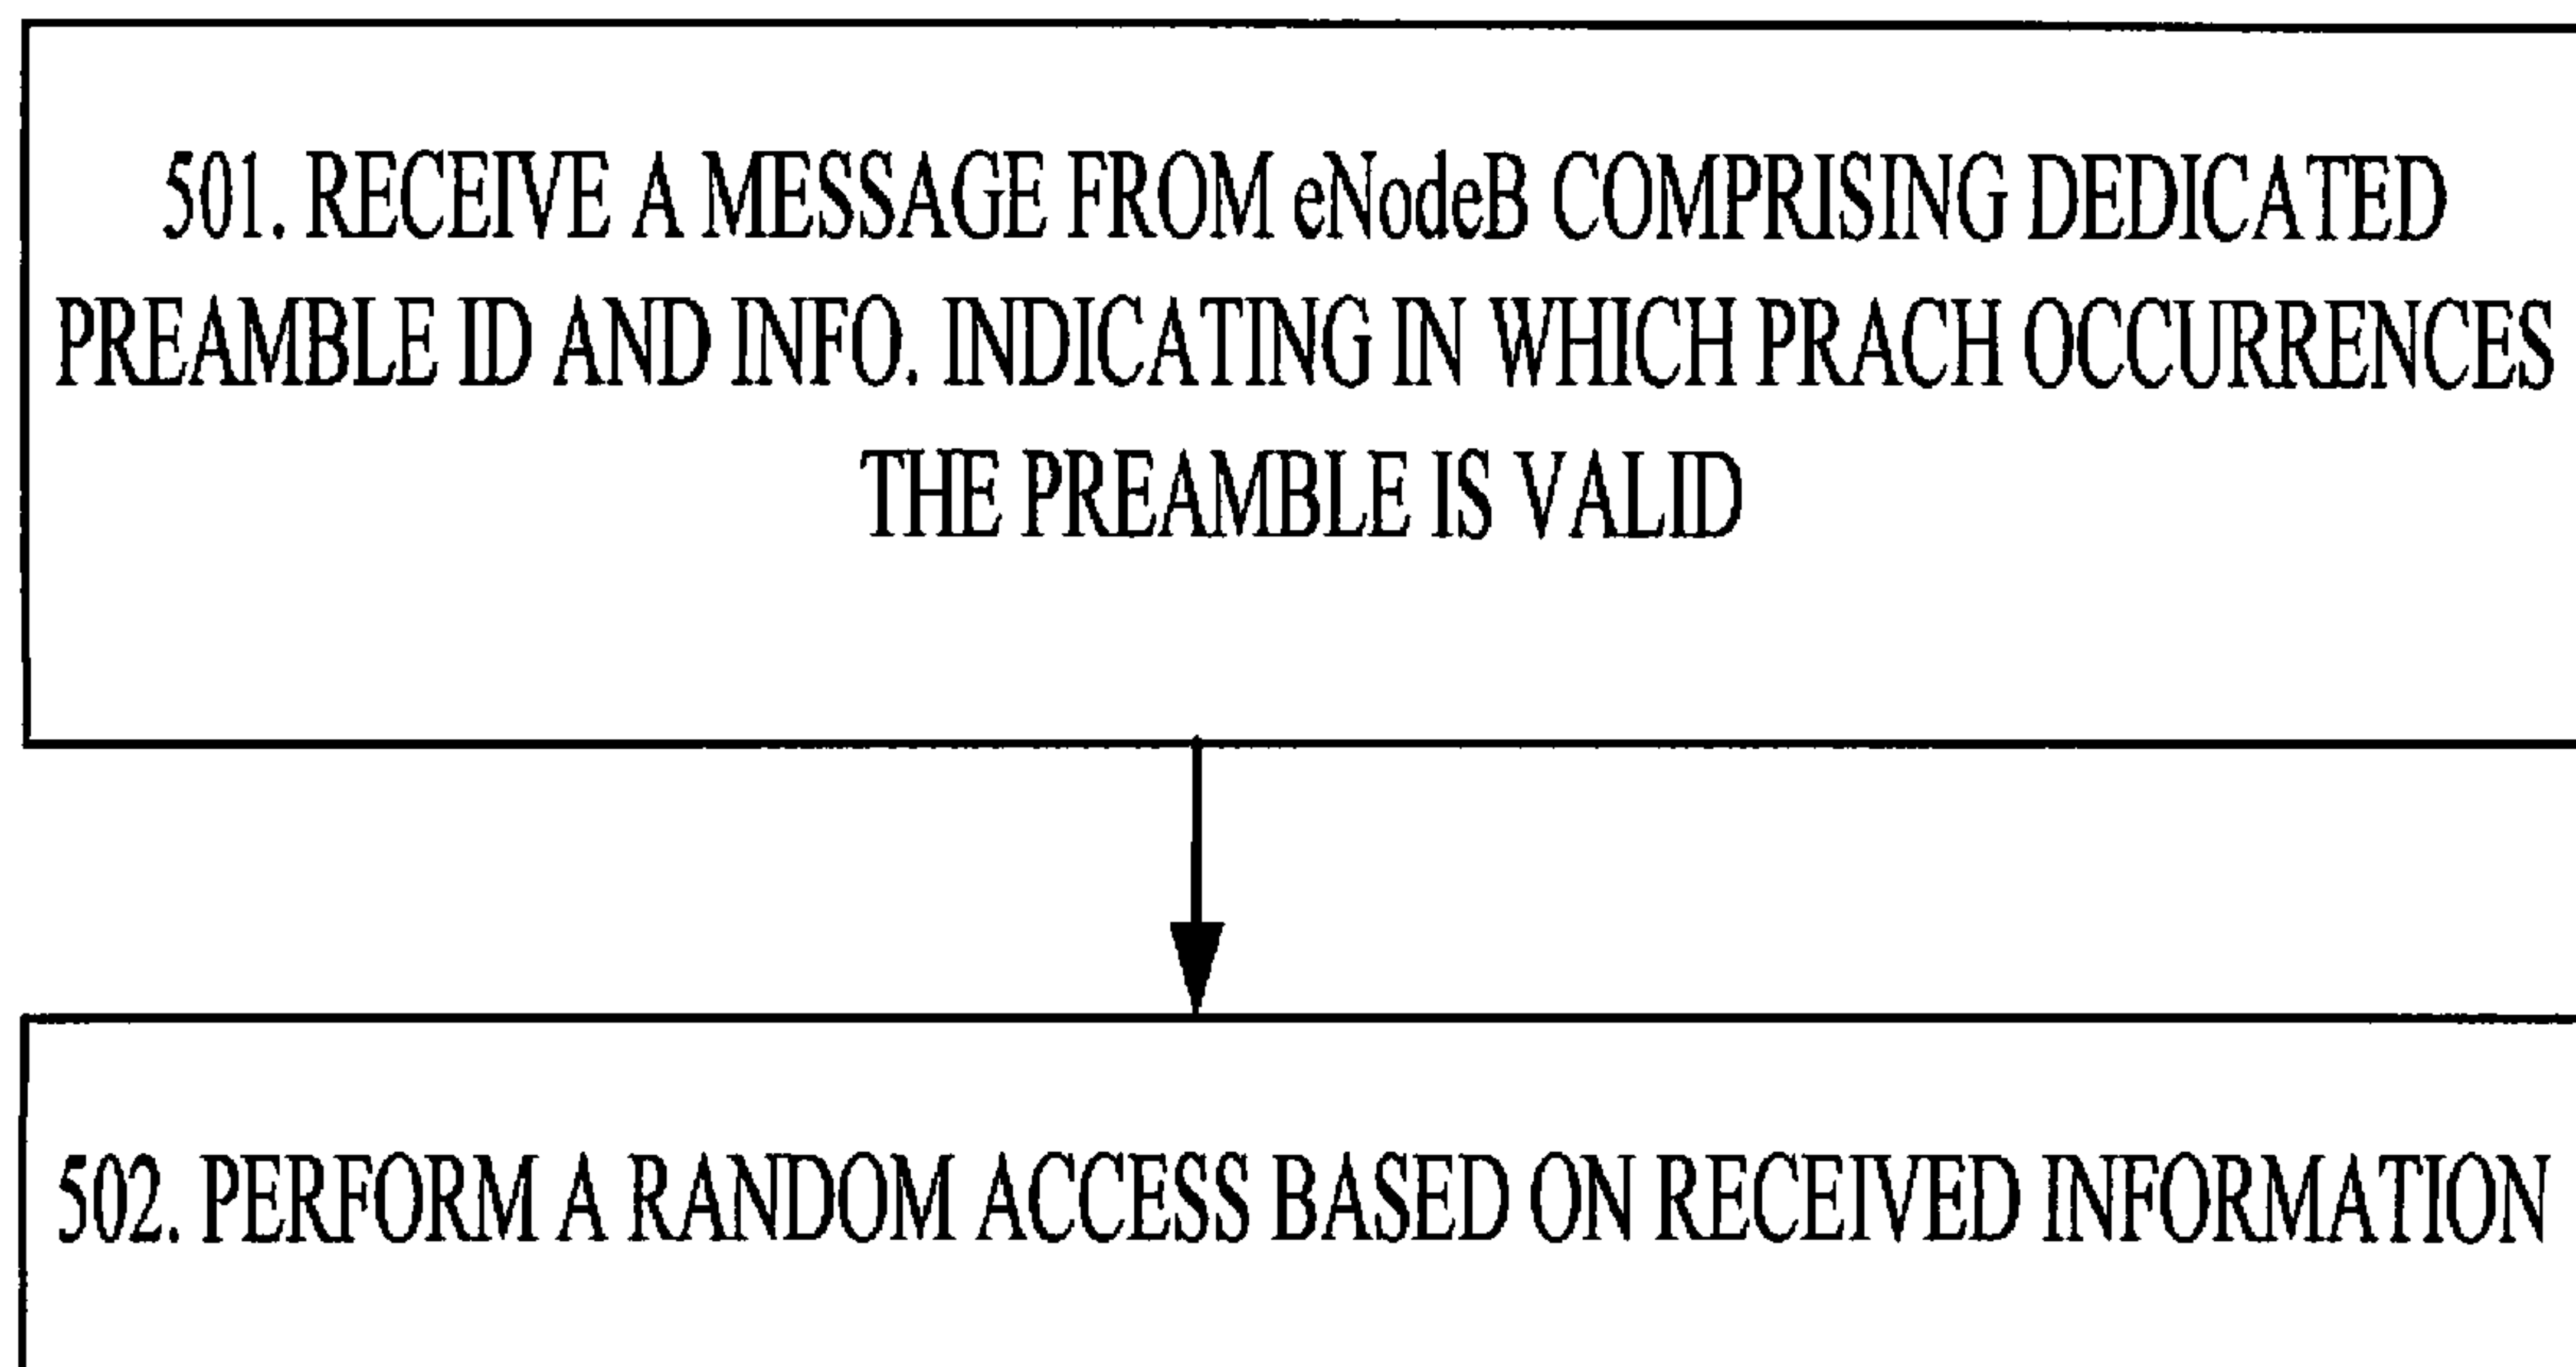 501. RECEIVE A MESSAGE FROM eNodeB COMPRISING DEDICATED
PREAMBLE ID AND INFO. INDICATING IN WHICH PRACH OCCURRENCES
THE PREAMBLE IS VALID
502. PERFORM A RANDOM ACCESS BASED ON RECEIVED INFORMATION